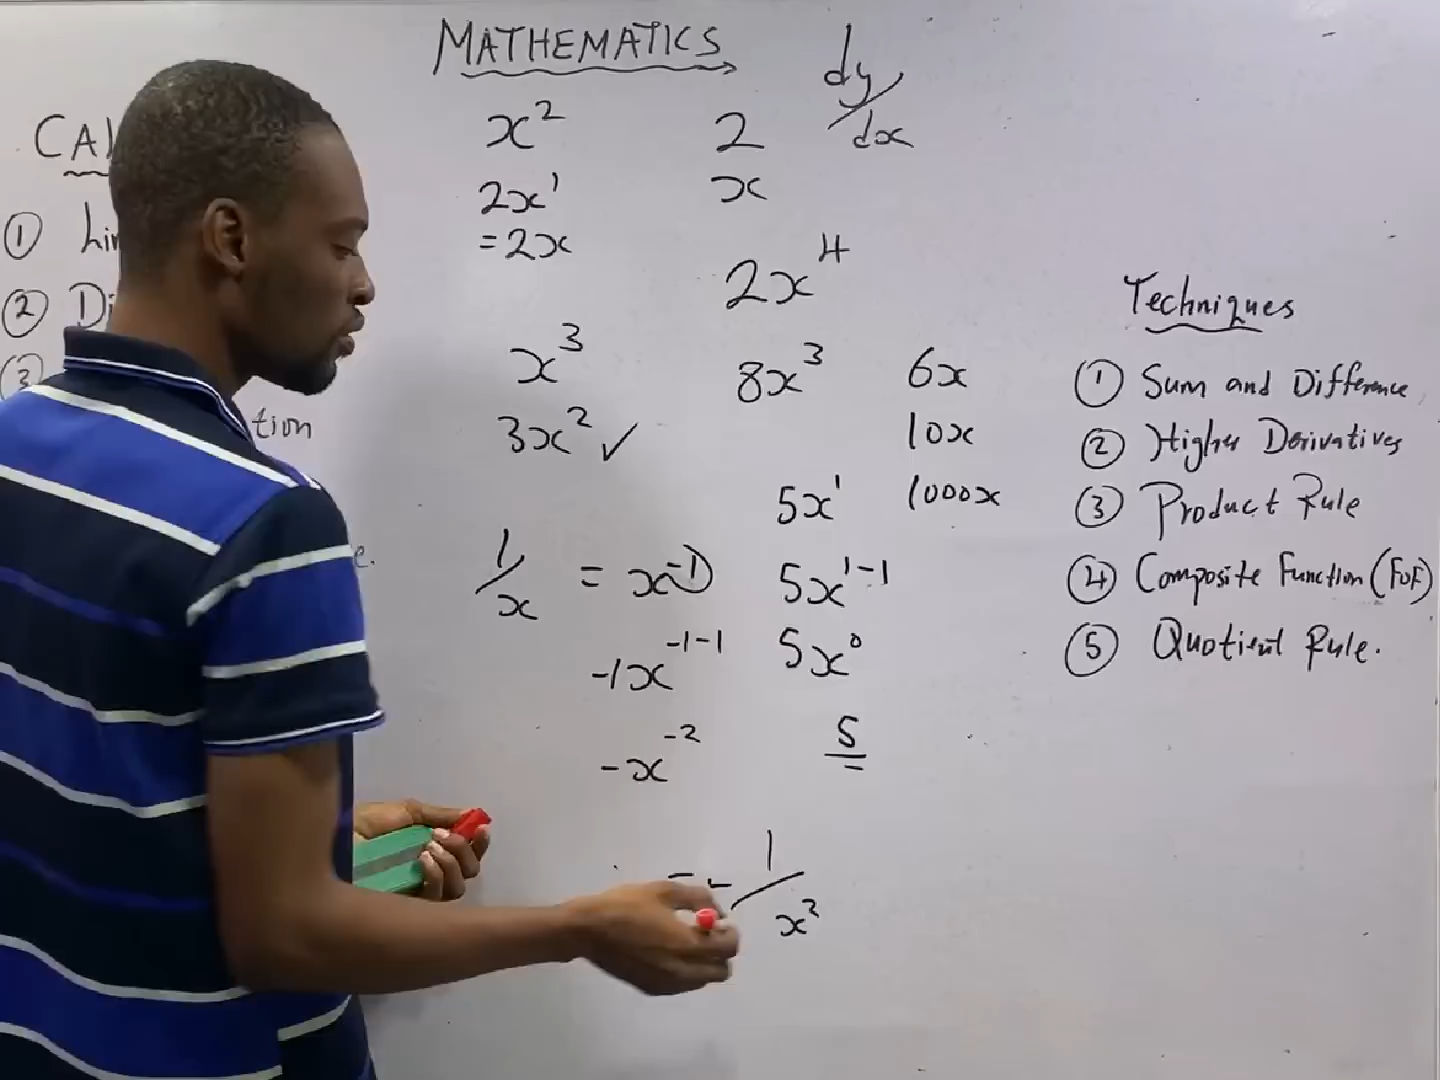 MATHEMATICS
dy/dx
CAL
① Lim
② Di
③
tion
e.
x² 2
2x¹ x
= 2x
2x⁴
x³ 8x³ 6x
3x² ✓ 10x
5x¹ 1000x
1/x = x⁻¹ 5x¹⁻¹
-1x⁻¹⁻¹ 5x⁰
-x⁻² 5
= - 1/x²
Techniques
① Sum and Difference
② Higher Derivatives
③ Product Rule
④ Composite Function (FoF)
⑤ Quotient Rule.